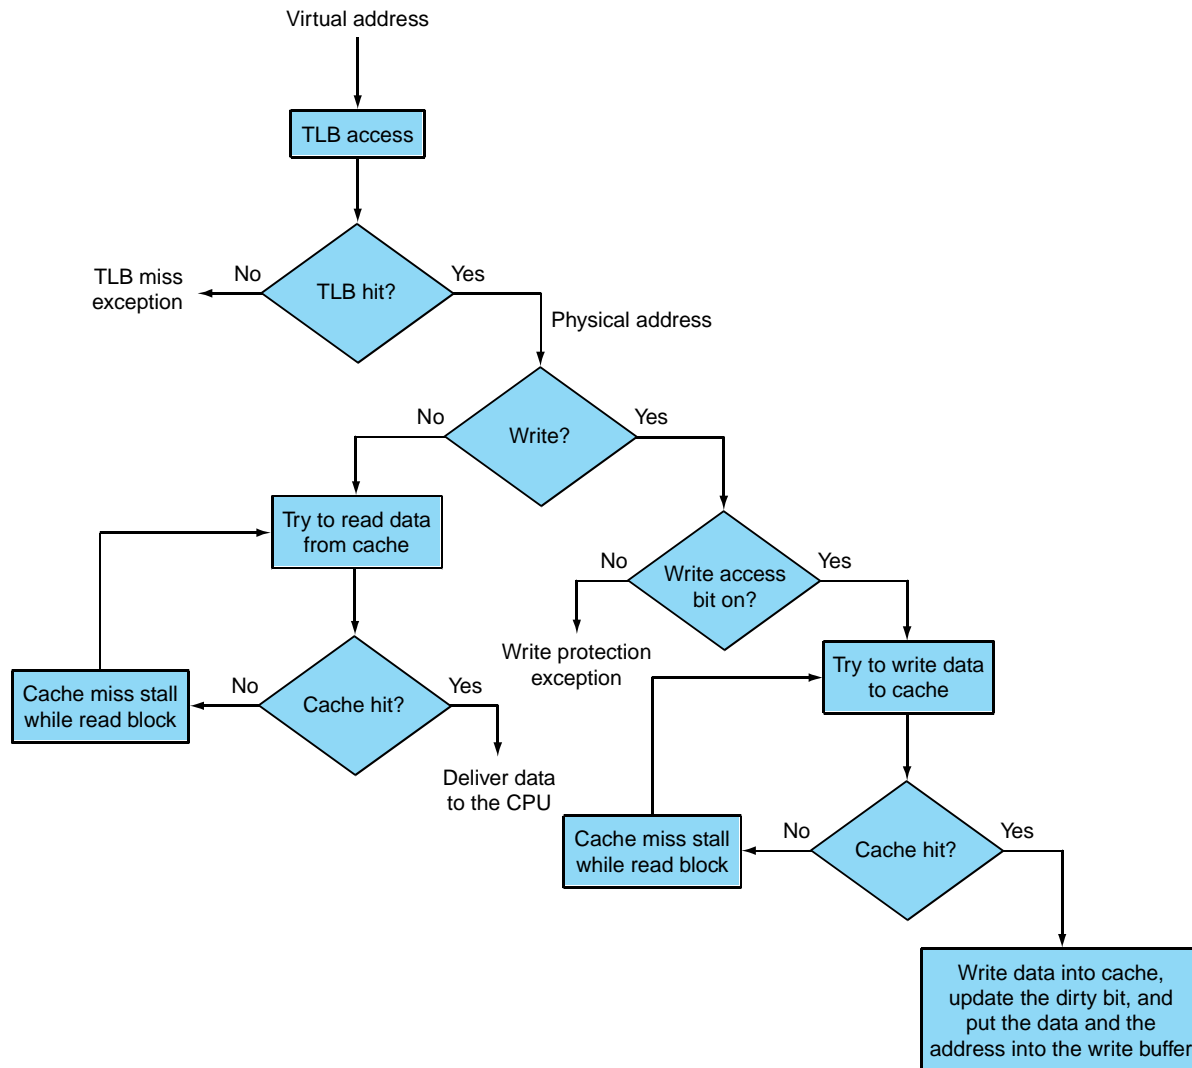 Virtual address
TLB access
TLB hit?
No
Yes
TLB miss
exception
Physical address
Write?
No
Yes
Try to read data
from cache
Write access
bit on?
No
Yes
Write protection
exception
Try to write data
to cache
Cache hit?
No
Yes
Cache miss stall
while read block
Deliver data
to the CPU
Cache hit?
No
Yes
Cache miss stall
while read block
Write data into cache,
update the dirty bit, and
put the data and the
address into the write buffer